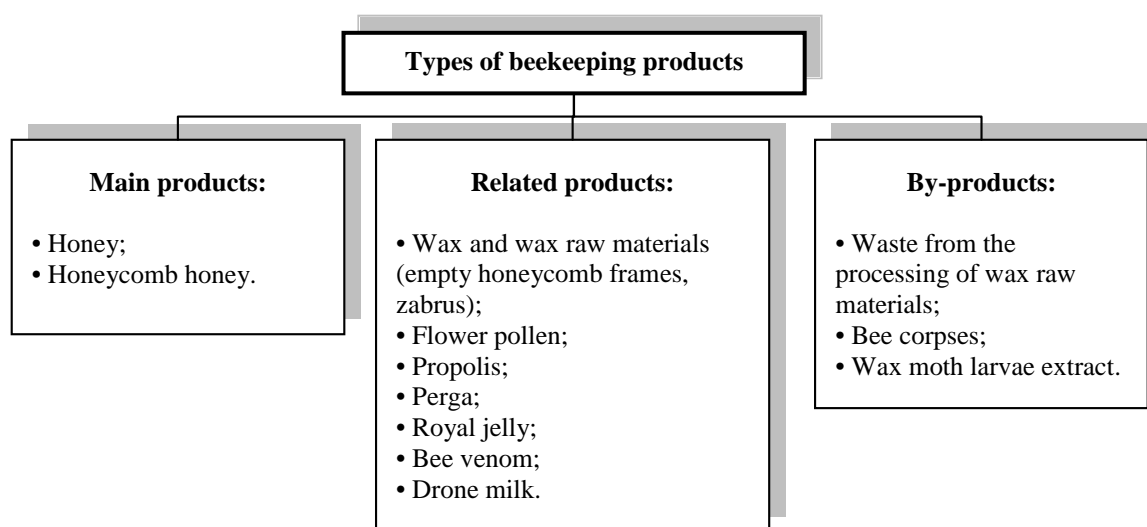 Types of beekeeping products
Main products:
• Honey;
• Honeycomb honey.
Related products:
• Wax and wax raw materials
(empty honeycomb frames,
zabrus);
• Flower pollen;
• Propolis;
• Perga;
• Royal jelly;
• Bee venom;
• Drone milk.
By-products:
• Waste from the
processing of wax raw
materials;
• Bee corpses;
• Wax moth larvae extract.